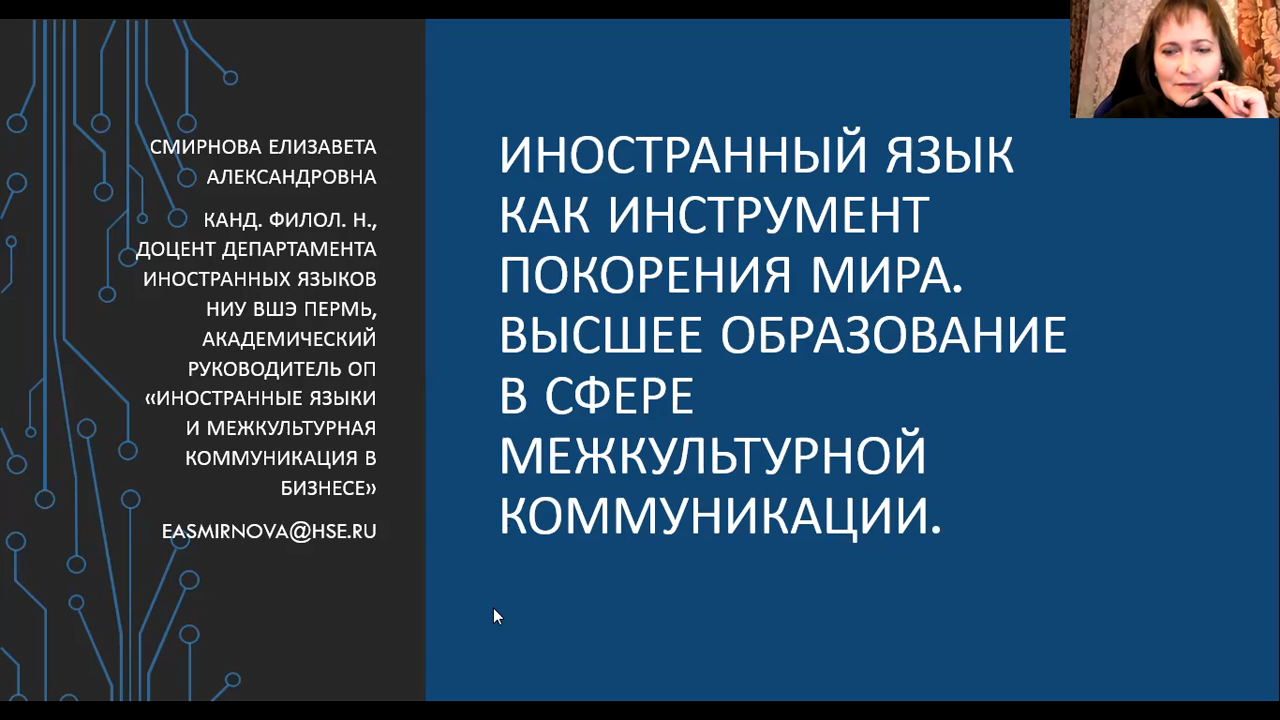 СМИРНОВА ЕЛИЗАВЕТА
АЛЕКСАНДРОВНА
КАНД. ФИЛОЛ. Н.,
ДОЦЕНТ ДЕПАРТАМЕНТА
ИНОСТРАННЫХ ЯЗЫКОВ
НИУ ВШЭ ПЕРМЬ,
АКАДЕМИЧЕСКИЙ
РУКОВОДИТЕЛЬ ОП
«ИНОСТРАННЫЕ ЯЗЫКИ
И МЕЖКУЛЬТУРНАЯ
КОММУНИКАЦИЯ В
БИЗНЕСЕ»
EASMIRNOVA@HSE.RU
ИНОСТРАННЫЙ ЯЗЫК
КАК ИНСТРУМЕНТ
ПОКОРЕНИЯ МИРА.
ВЫСШЕЕ ОБРАЗОВАНИЕ
В СФЕРЕ
МЕЖКУЛЬТУРНОЙ
КОММУНИКАЦИИ.